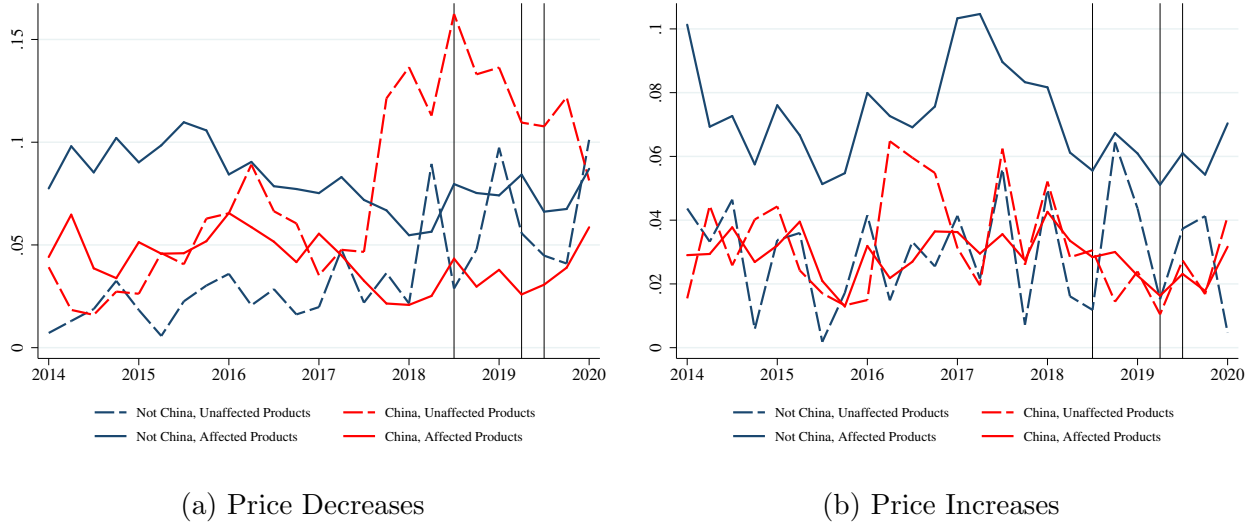 .15
.1
.05
0
2014 2015 2016 2017 2018 2019 2020
Not China, Unaffected Products China, Unaffected Products
Not China, Affected Products China, Affected Products
(a) Price Decreases
.1
.08
.06
.04
.02
0
2014 2015 2016 2017 2018 2019 2020
Not China, Unaffected Products China, Unaffected Products
Not China, Affected Products China, Affected Products
(b) Price Increases